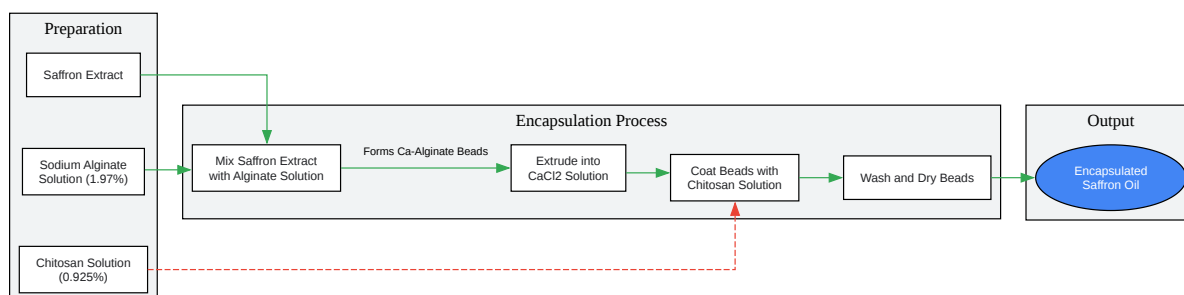 Preparation
Saffron Extract
Sodium Alginate
Solution (1.97%)
Chitosan Solution
(0.925%)
Encapsulation Process
Mix Saffron Extract
with Alginate Solution
Forms Ca-Alginate Beads
Extrude into
CaCl2 Solution
Coat Beads with
Chitosan Solution
Wash and Dry Beads
Output
Encapsulated
Saffron Oil